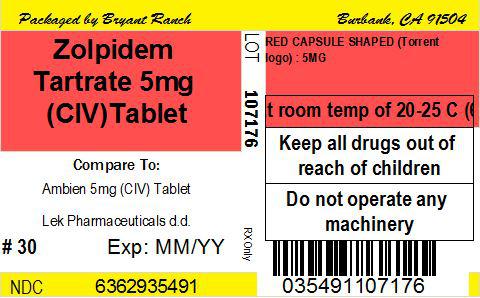 Packaged by Bryant Ranch
Burbank, CA 91504
Zolpidem
Tartrate 5mg
(CIV)Tablet
Compare To:
Ambien 5mg (CIV) Tablet
Lek Pharmaceuticals d.d.
# 30 Exp: MM/YY
NDC 6362935491
LOT 107176
RX Only
RED CAPSULE SHAPED (Torrent
logo) : 5MG
t room temp of 20-25 C (6
Keep all drugs out of
reach of children
Do not operate any
machinery
035491107176